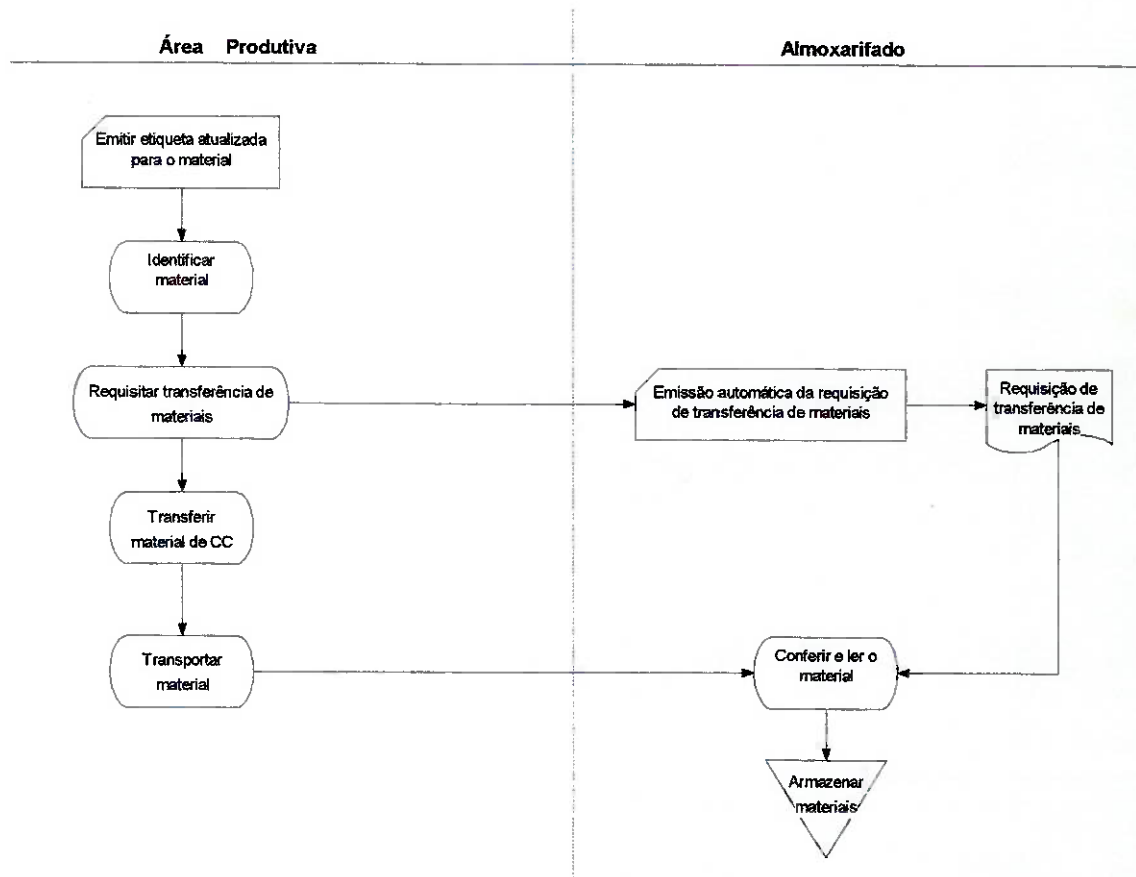 Área Produtiva
Almoxarifado
Emitir etiqueta atualizada
para o material
Identificar
material
Requisitar transferência de
materiais
Emissão automática da requisição
de transferência de materiais
Requisição de
transferência de
materiais
Transferir
material de CC
Transportar
material
Conferir e ler o
material
Armazenar
materiais